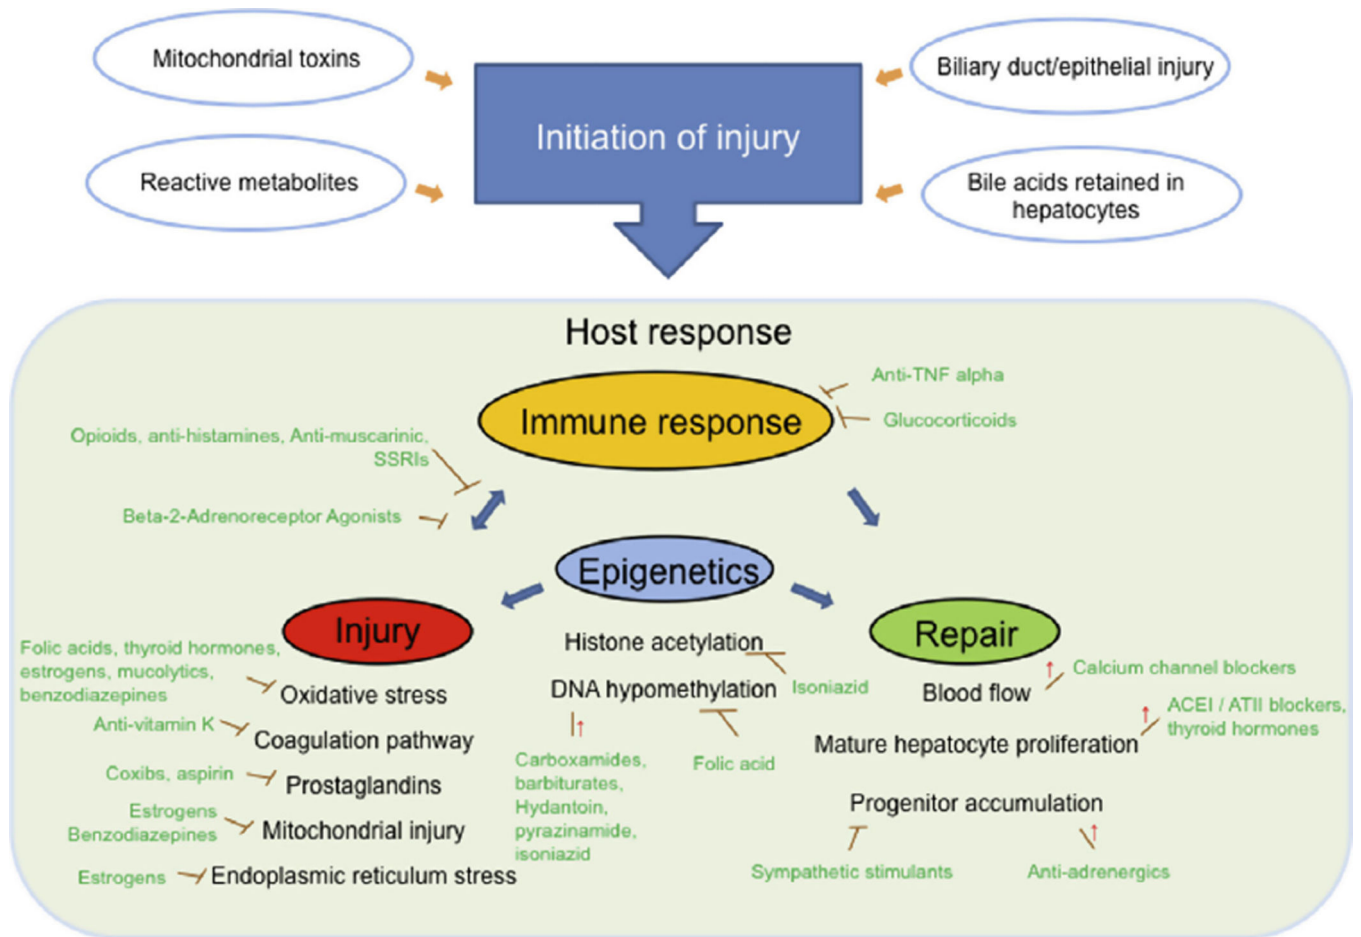 Mitochondrial toxins
Biliary duct/epithelial injury
Initiation of injury
Reactive metabolites
Bile acids retained in
hepatocytes
Host response
Immune response
Anti-TNF alpha
Glucocorticoids
Opioids, anti-histamines, Anti-muscarinic,
SSRIs
Beta-2-Adrenoreceptor Agonists
Epigenetics
Injury
Repair
Folic acids, thyroid hormones,
estrogens, mucolytics,
benzodiazepines
Oxidative stress
Anti-vitamin K
Coagulation pathway
Coxibs, aspirin
Prostaglandins
Estrogens
Benzodiazepines
Mitochondrial injury
Estrogens
Endoplasmic reticulum stress
Histone acetylation
Isoniazid
DNA hypomethylation
Carboxamides,
barbiturates,
Hydantoin,
pyrazinamide,
isoniazid
Folic acid
Blood flow
Calcium channel blockers
Mature hepatocyte proliferation
ACEI / ATII blockers,
thyroid hormones
Progenitor accumulation
Sympathetic stimulants
Anti-adrenergics